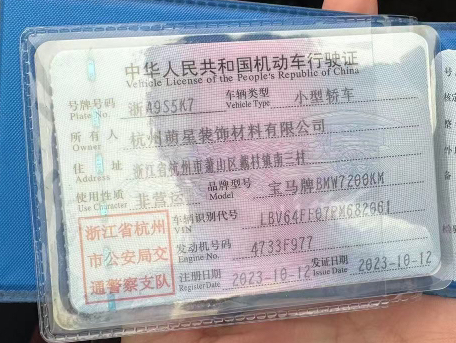 中华人民共和国机动车行驶证
Vehicle License of the People's Republic of China
号牌号码 浙A9S5K7 车辆类型 小型轿车
Plate No. Vehicle Type
所有人 杭州萌星装饰材料有限公司
Owner
住址 浙江省杭州市萧山区 村镇南三村
Address
使用性质 非营运 品牌型号 宝马牌BMW7200KM
Use Character Model
浙江省杭州
市公安局交
通警察支队
车辆识别代号 LBV64FF07PM682061
VIN
发动机号码 4733F977
Engine No.
注册日期 2023-10-12 发证日期 2023-10-12
Register Date Issue Date